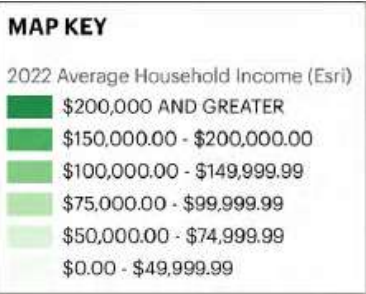 MAP KEY
2022 Average Household Income (Esri)
$200,000 AND GREATER
$150,000.00 - $200,000.00
$100,000.00 - $149,999.99
$75,000.00 - $99,999.99
$50,000.00 - $74,999.99
$0.00 - $49,999.99